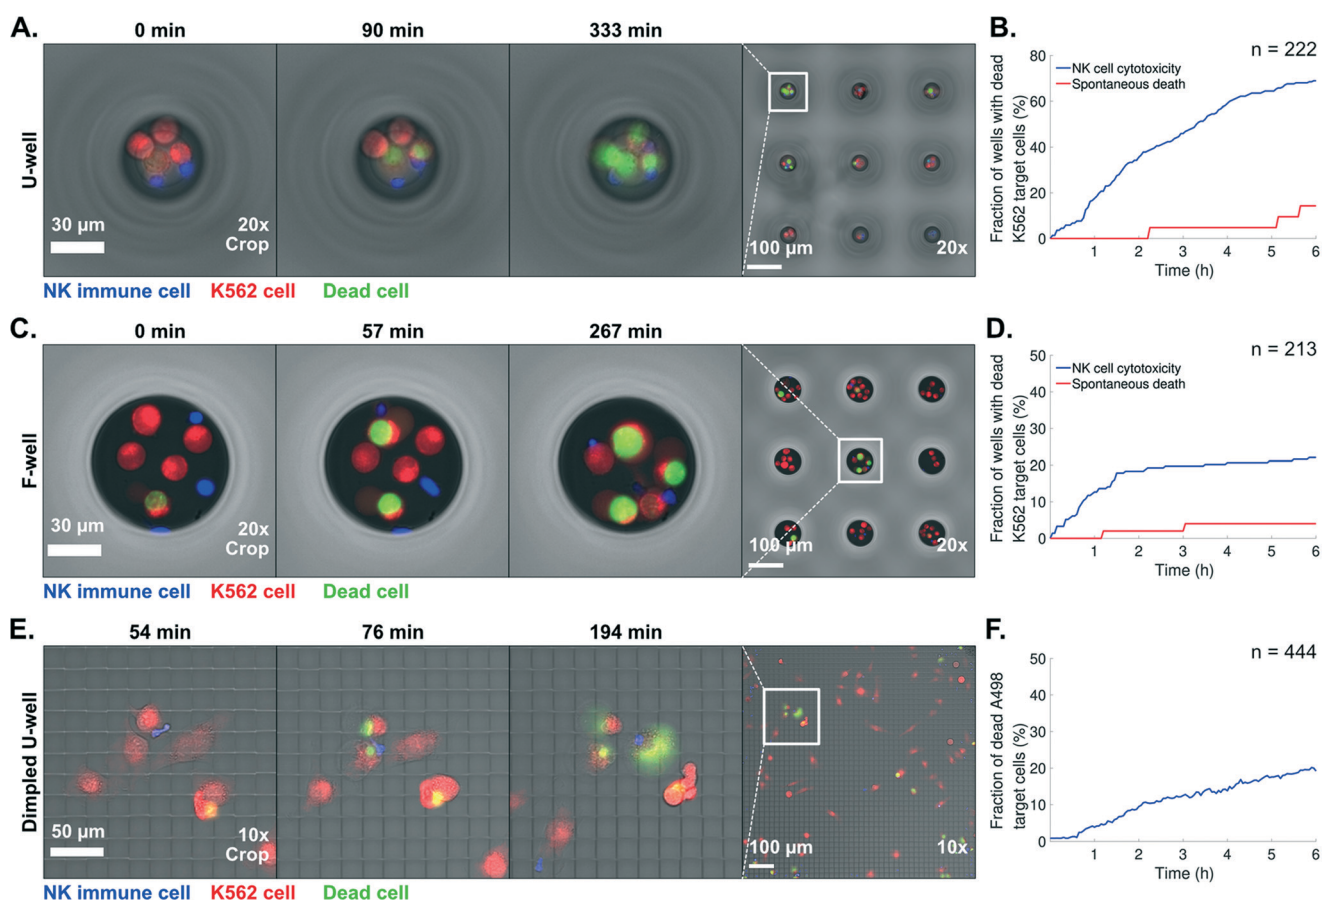 A.
0 min
90 min
333 min
U-well
30 µm
20x
Crop
100 µm
20x
NK immune cell K562 cell Dead cell
B.
n = 222
NK cell cytotoxicity
Spontaneous death
Fraction of wells with dead
K562 target cells (%)
80
60
40
20
0
1 2 3 4 5 6
Time (h)
C.
0 min
57 min
267 min
F-well
30 µm
20x
Crop
100 µm
20x
NK immune cell K562 cell Dead cell
D.
n = 213
NK cell cytotoxicity
Spontaneous death
Fraction of wells with dead
K562 target cells (%)
50
40
30
20
10
0
1 2 3 4 5 6
Time (h)
E.
54 min
76 min
194 min
Dimpled U-well
50 µm
10x
Crop
100 µm
10x
NK immune cell K562 cell Dead cell
F.
n = 444
Fraction of dead A498
target cells (%)
50
40
30
20
10
0
1 2 3 4 5 6
Time (h)